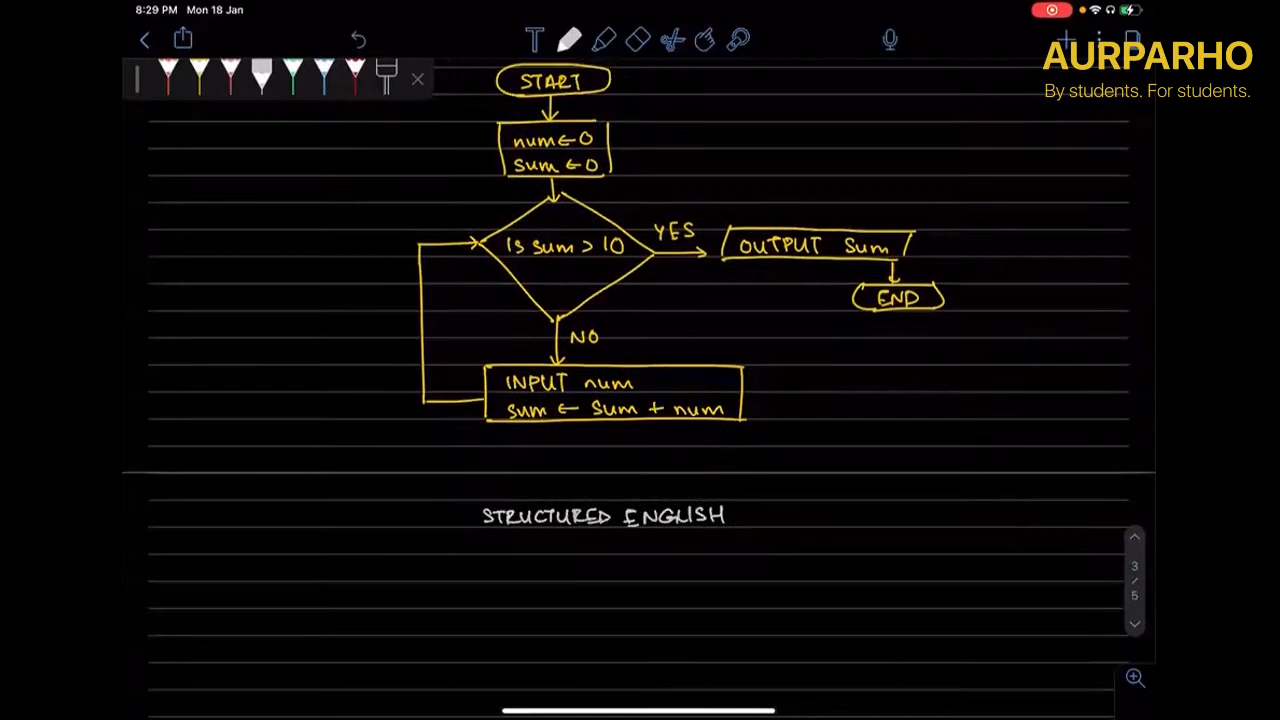 8:29 PM Mon 18 Jan
AURPARHO
By students. For students.
START
num ← 0
sum ← 0
Is sum > 10
YES
OUTPUT sum
END
NO
INPUT num
sum ← sum + num
STRUCTURED ENGLISH
3
/
5